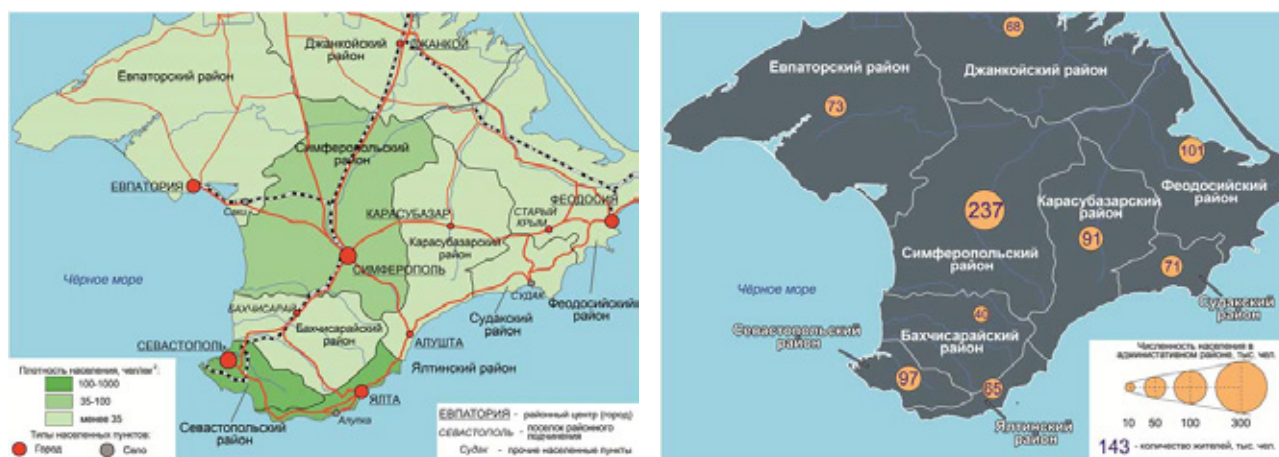 Джанкойский
район
ДЖАНКОЙ
Евпаторский район
Симферопольский
район
ЕВПАТОРИЯ
Саки
КАРАСУБАЗАР
СТАРЫЙ
КРЫМ
ФЕОДОСИЯ
Карасубазарский
район
СИМФЕРОПОЛЬ
Чёрное море
БАХЧИСАРАЙ
СУДАК
Феодосийский
район
Судакский
район
Бахчисарайский
район
СЕВАСТОПОЛЬ
АЛУШТА
Ялтинский район
ЯЛТА
Алупка
Севастопольский
район
Плотность населения, чел/км²:
100-1000
35-100
менее 35
Типы населенных пунктов:
Город
Село
ЕВПАТОРИЯ - районный центр (город)
СЕВАСТОПОЛЬ - поселок районного
подчинения
Судак - прочие населенные пункты
68
Евпаторский район
Джанкойский район
73
101
Феодосийский
район
237
Карасубазарский
район
91
Симферопольский
район
71
Чёрное море
Судакский
район
Севастопольский
район
Бахчисарайский
район
97
65
Ялтинский
район
Численность населения в
административном районе, тыс. чел.
10 50 100 300
143 - количество жителей, тыс. чел.